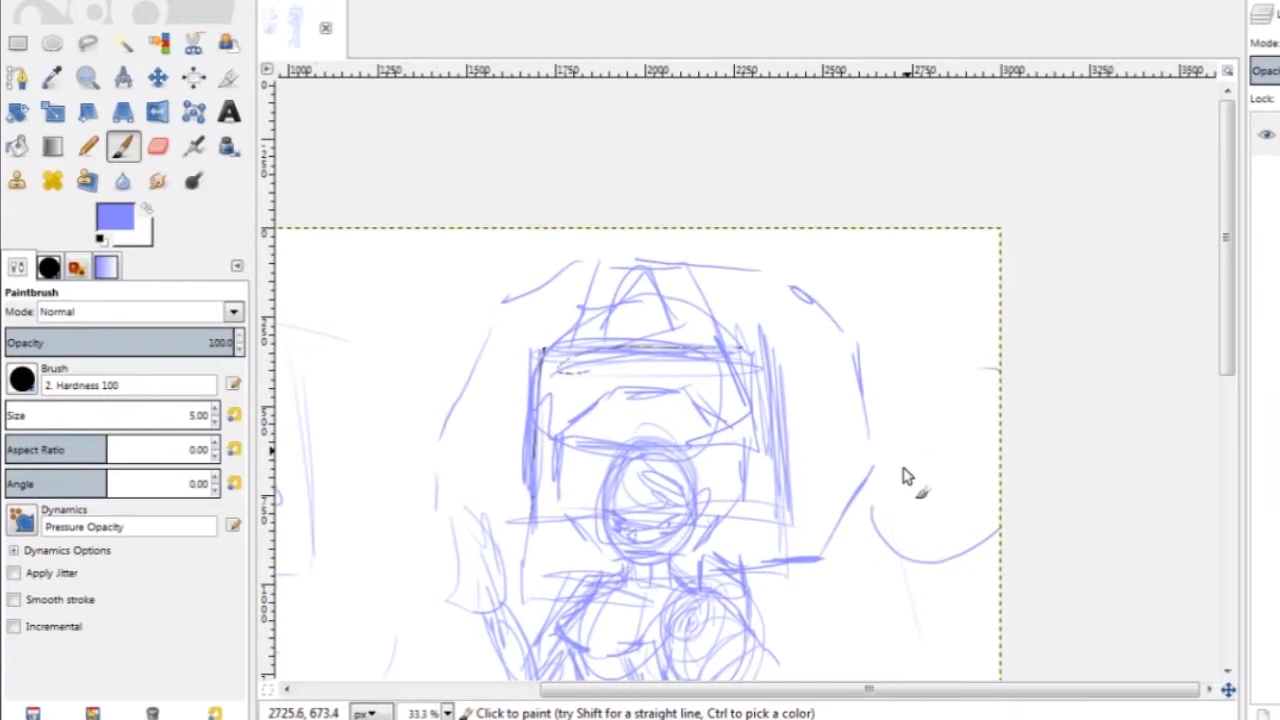 1000 1250 1500 1750 2000 2250 2500 2750 3000 3250 3500
Mode:
Opaci
Lock:
Paintbrush
Mode: Normal
Opacity 100.0
Brush
2. Hardness 100
Size 5.00
Aspect Ratio 0.00
Angle 0.00
Dynamics
Pressure Opacity
Dynamics Options
Apply Jitter
Smooth stroke
Incremental
2725.6, 673.4 px 33.3 % Click to paint (try Shift for a straight line, Ctrl to pick a color)